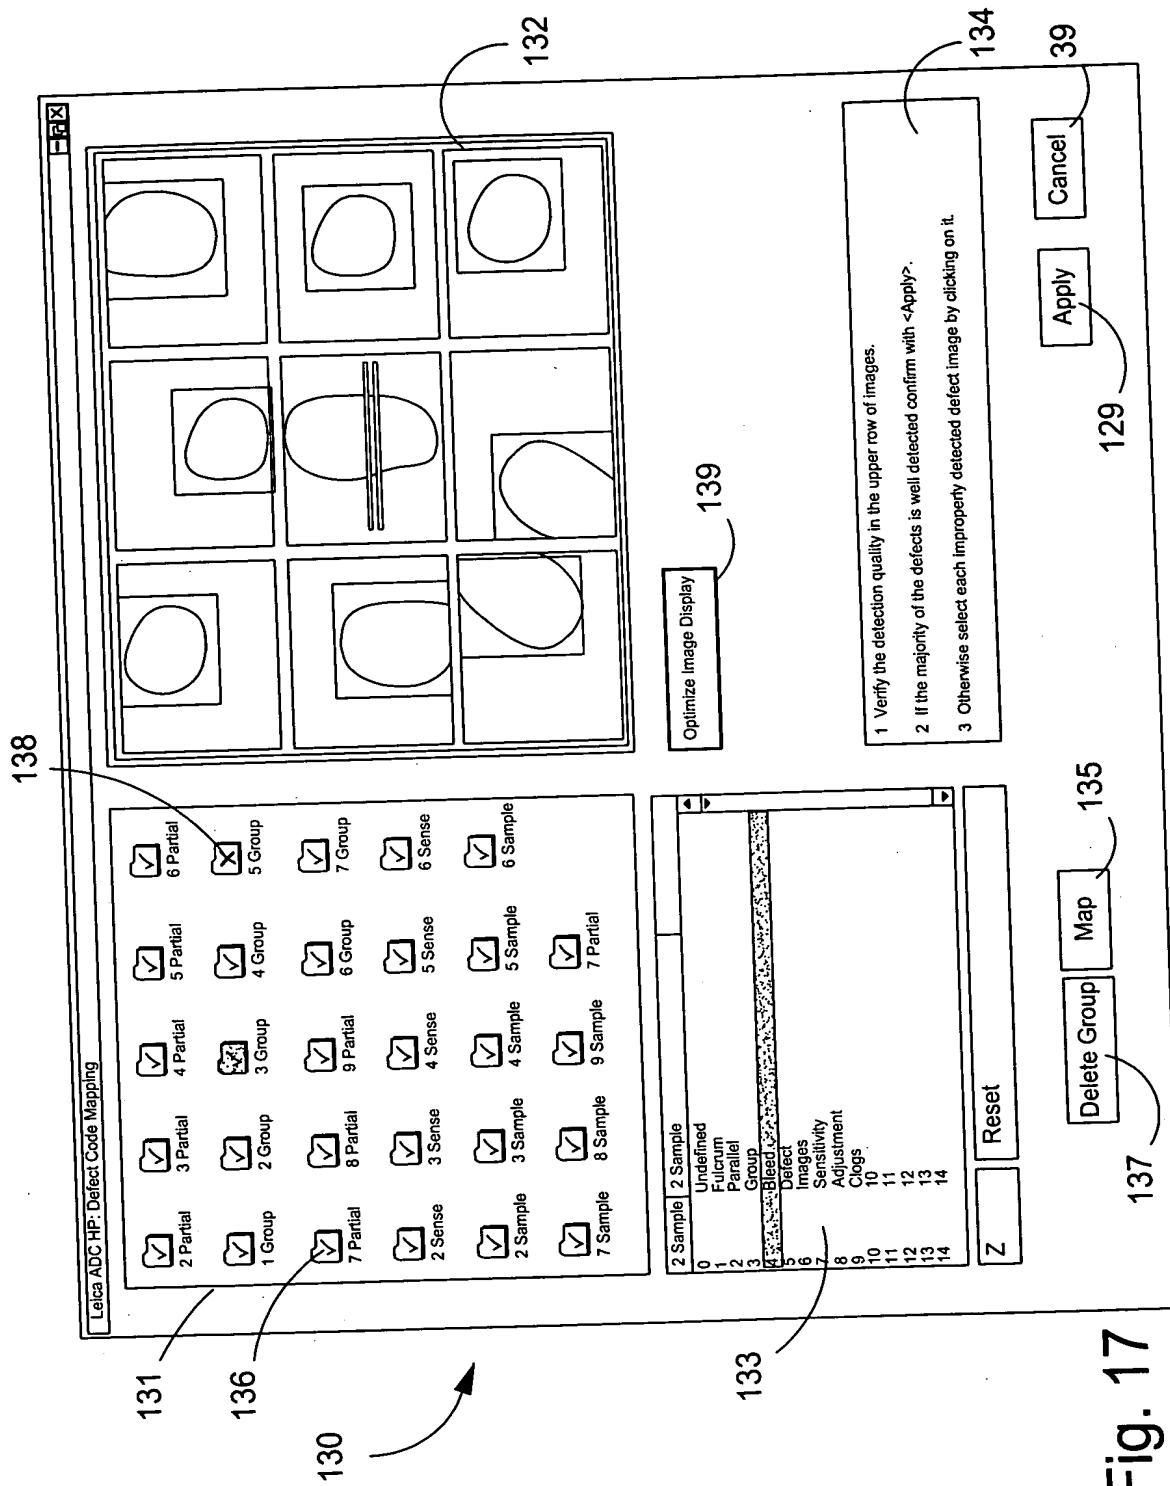 Leica ADC HP: Defect Code Mapping
131
136
130
138
132
2 Partial
3 Partial
4 Partial
5 Partial
6 Partial
1 Group
2 Group
3 Group
4 Group
5 Group
7 Partial
8 Partial
9 Partial
6 Group
7 Group
2 Sense
3 Sense
4 Sense
5 Sense
6 Sense
2 Sample
3 Sample
4 Sample
5 Sample
6 Sample
7 Sample
8 Sample
9 Sample
7 Partial
2 Sample 2 Sample
0 Undefined
1 Fulcrum
2 Parallel
3 Group
4 Bleed
5 Defect
6 Images
7 Sensitivity
8 Adjustment
9 Clogs
10 10
11 11
12 12
13 13
14 14
133
Z
Reset
Optimize Image Display
139
1 Verify the detection quality in the upper row of images.
2 If the majority of the defects is well detected confirm with <Apply>.
3 Otherwise select each improperly detected defect image by clicking on it.
134
Delete Group
Map
Apply
Cancel
137
135
129
39
Fig. 17